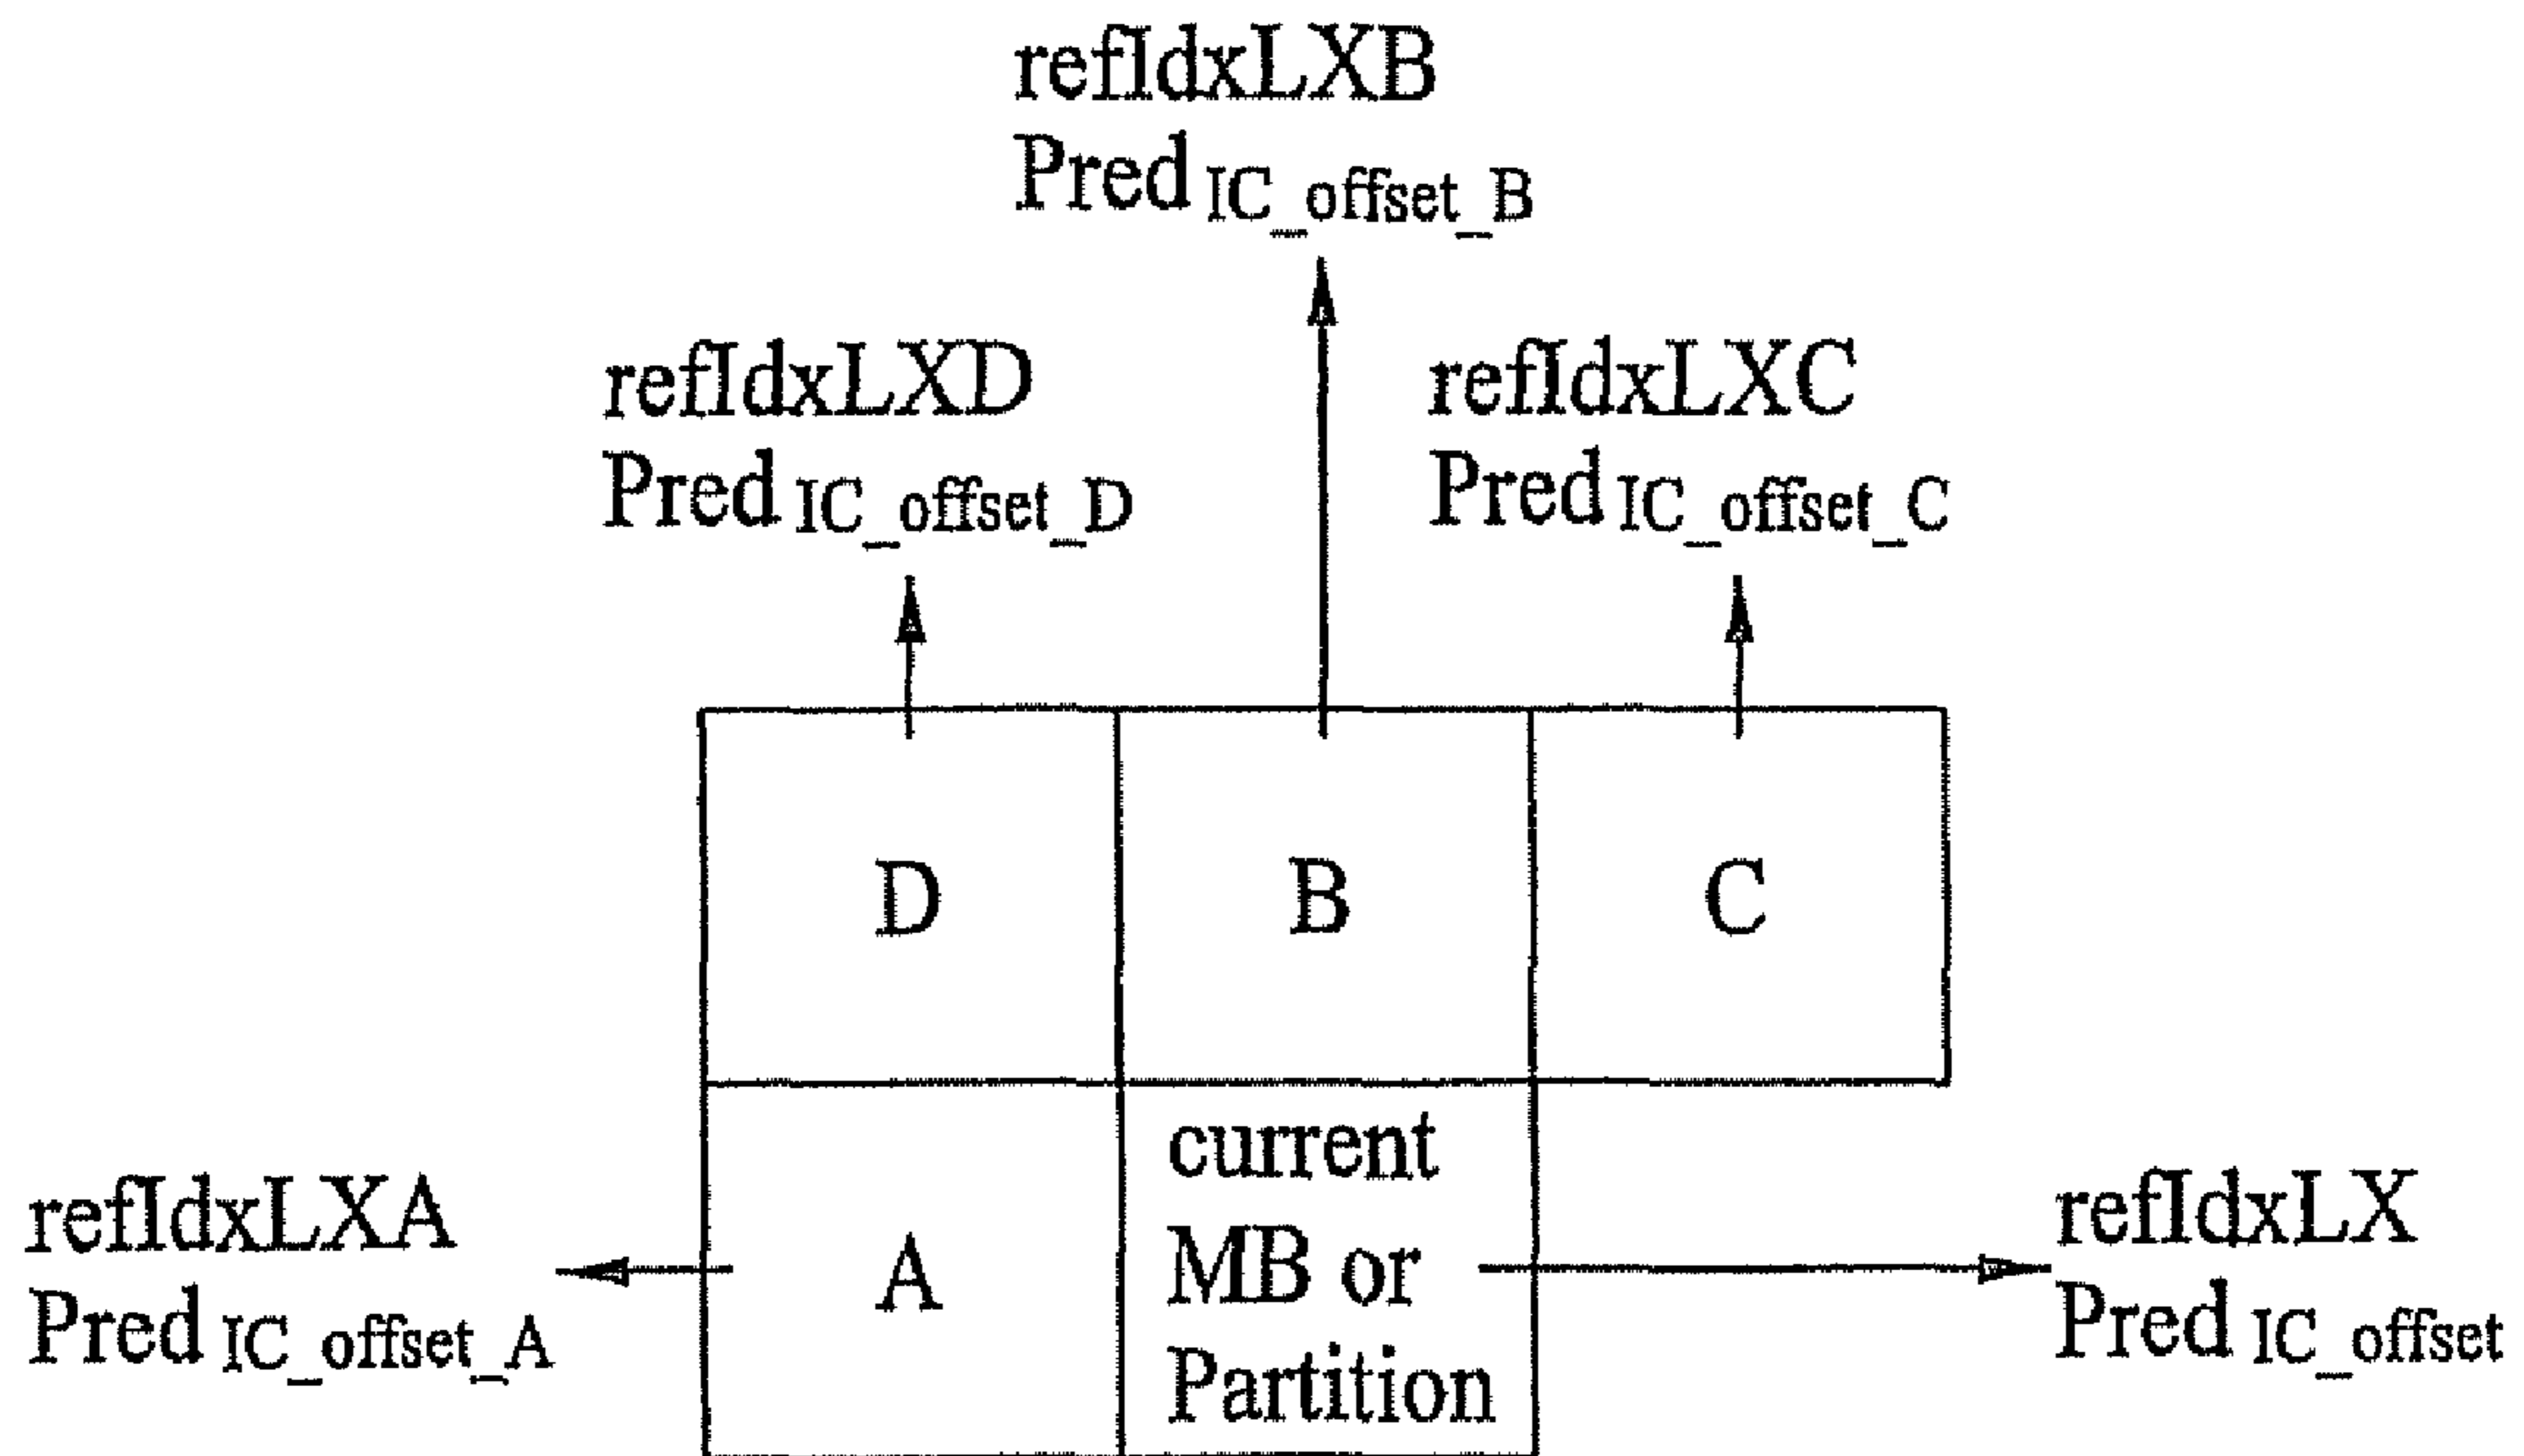 refIdxLXB
Pred IC_offset_B
refIdxLXD
Pred IC_offset_D
refIdxLXC
Pred IC_offset_C
D
B
C
refIdxLXA
Pred IC_offset_A
A
current
MB or
Partition
refIdxLX
Pred IC_offset